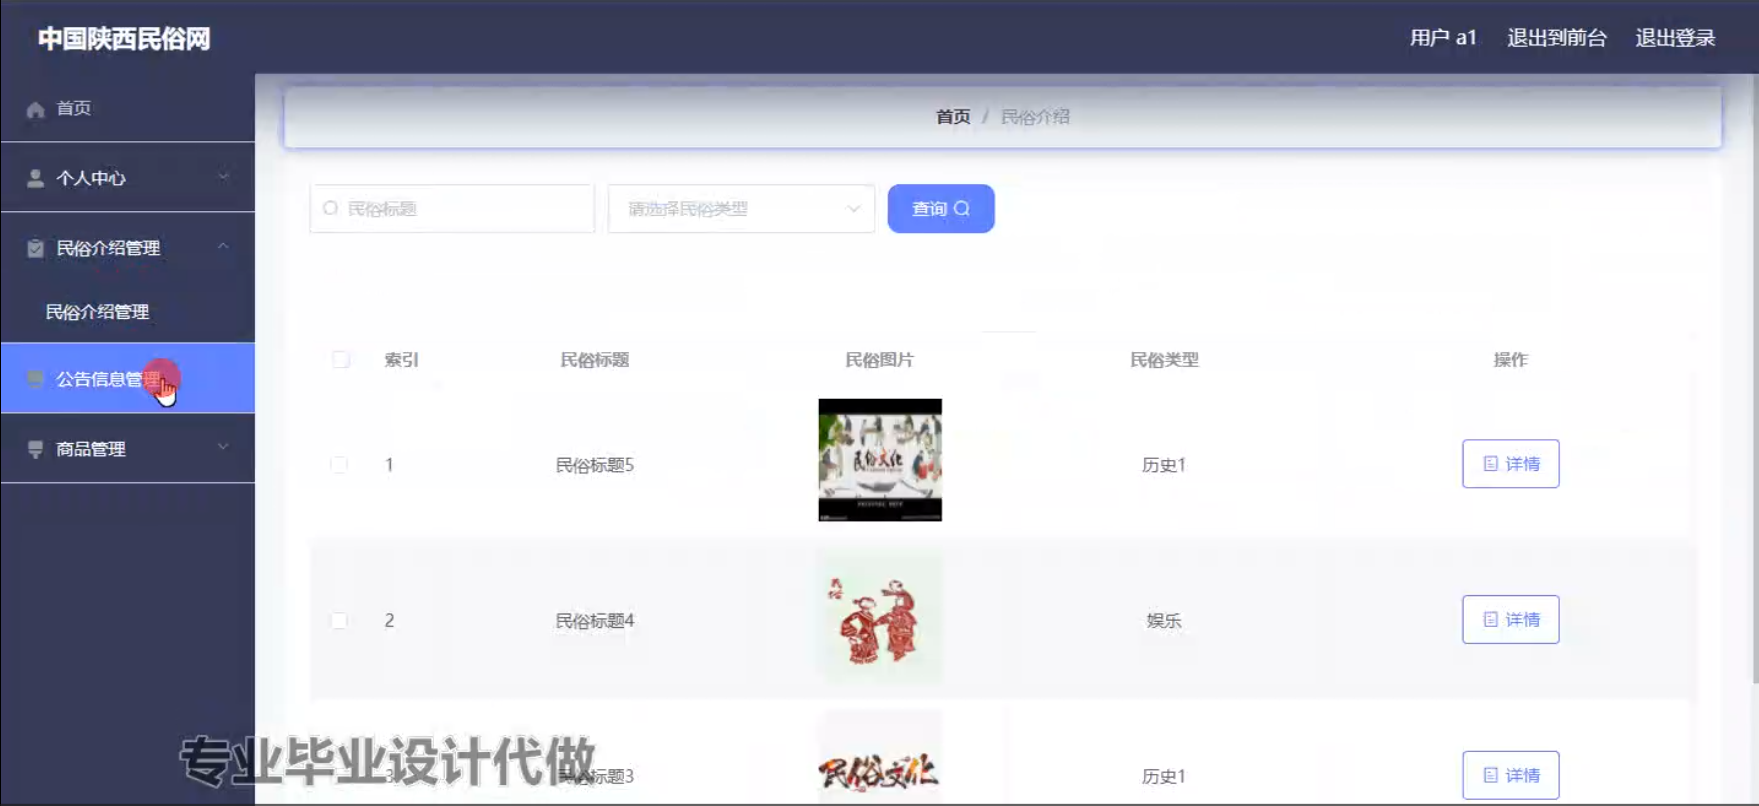 中国陕西民俗网
用户 a1 退出到前台 退出登录
首页
个人中心
民俗介绍管理
民俗介绍管理
公告信息管理
商品管理
首页 / 民俗介绍
民俗标题 请选择民俗类型 查询
索引 民俗标题 民俗图片 民俗类型 操作
1 民俗标题5 历史1 详情
民俗文化
2 民俗标题4 娱乐 详情
民俗
3 民俗标题3 历史1 详情
民俗文化
专业毕业设计代做